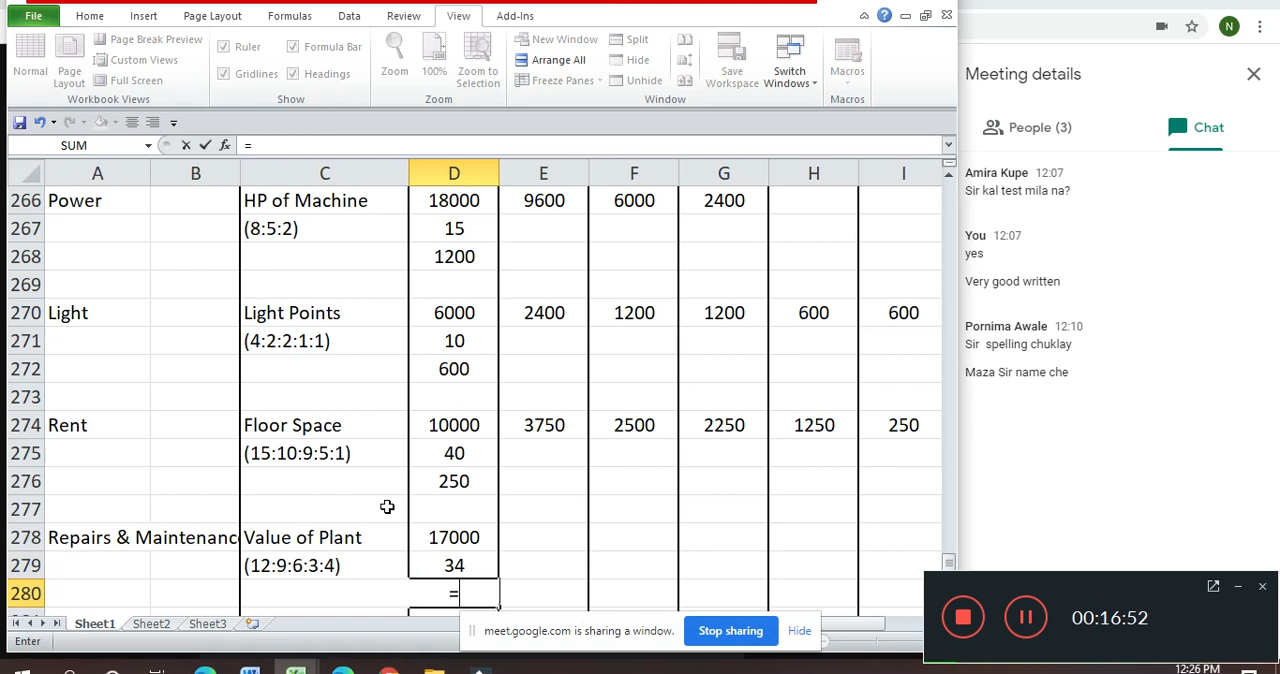 File Home Insert Page Layout Formulas Data Review View Add-Ins
Normal Page Layout Page Break Preview Custom Views Full Screen
Workbook Views
Ruler Formula Bar
Gridlines Headings
Show
Zoom 100% Zoom to Selection
Zoom
New Window Arrange All Freeze Panes Split Hide Unhide Save Workspace Switch Windows
Window
Macros
Macros
SUM fx =
A B C D E F G H I
266 Power HP of Machine 18000 9600 6000 2400
267 (8:5:2) 15
268 1200
269
270 Light Light Points 6000 2400 1200 1200 600 600
271 (4:2:2:1:1) 10
272 600
273
274 Rent Floor Space 10000 3750 2500 2250 1250 250
275 (15:10:9:5:1) 40
276 250
277
278 Repairs & Maintenanc Value of Plant 17000
279 (12:9:6:3:4) 34
280 =
Sheet1 Sheet2 Sheet3
Enter
meet.google.com is sharing a window. Stop sharing Hide
N
Meeting details
People (3) Chat
Amira Kupe 12:07
Sir kal test mila na?
You 12:07
yes
Very good written
Pornima Awale 12:10
Sir spelling chuklay
Maza Sir name che
00:16:52
12:26 PM